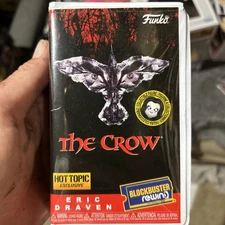 Funko
THE CROW
HOT TOPIC
EXCLUSIVE
ERIC
DRAVEN
BLOCKBUSTER
rewind